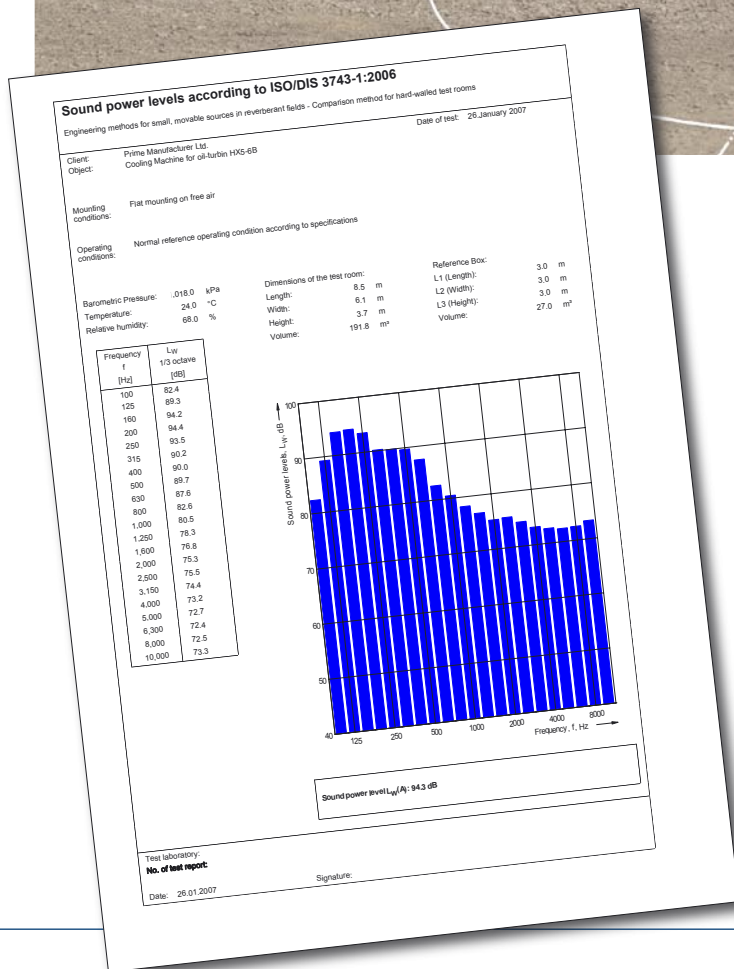 Sound power levels according to ISO/DIS 3743-1:2006
Engineering methods for small, movable sources in reverberant fields - Comparison method for hard-walled test rooms
Client: Prime Manufacturer Ltd. Date of test: 26.January 2007
Object: Cooling Machine for oil-turbin HX5-6B
Mounting conditions: Flat mounting on free air
Operating conditions: Normal reference operating condition according to specifications
Barometric Pressure: .018.0 kPa
Temperature: 24.0 °C
Relative humidity: 68.0 %
Dimensions of the test room:
Length: 8.5 m
Width: 6.1 m
Height: 3.7 m
Volume: 191.8 m³
Reference Box:
L1 (Length): 3.0 m
L2 (Width): 3.0 m
L3 (Height): 3.0 m
Volume: 27.0 m³
Frequency LW
f 1/3 octave
[Hz] [dB]
100 82.4
125 89.3
160 94.2
200 94.4
250 93.5
315 90.2
400 90.0
500 89.7
630 87.6
800 82.6
1,000 80.5
1.250 78.3
1,600 76.8
2,000 75.3
2,500 75.5
3,150 74.4
4.000 73,2
5.000 72.7
6,300 72.4
8,000 72.5
10,000 73.3
Sound power levels, LW, dB
100
90
80
70
60
50
40
125 250 500 1000 2000 4000 8000
Frequency, f, Hz
Sound power level LW(A): 94.3 dB
Test laboratory:
No. of test report:
Date: 26.01.2007 Signature: